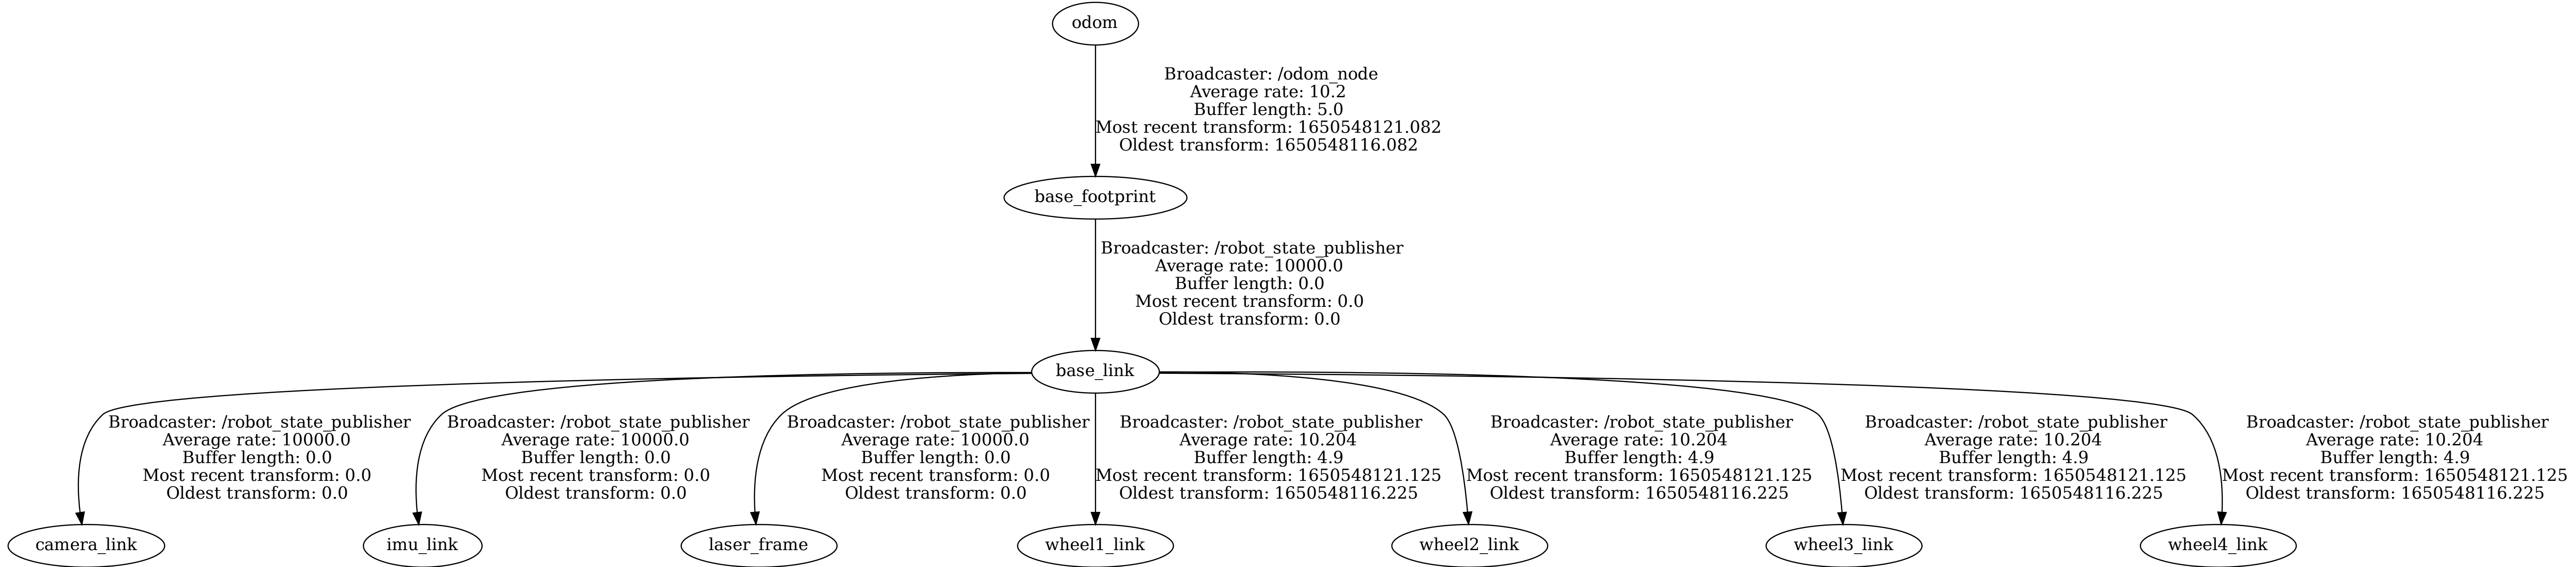 odom
Broadcaster: /odom_node
Average rate: 10.2
Buffer length: 5.0
Most recent transform: 1650548121.082
Oldest transform: 1650548116.082
base_footprint
Broadcaster: /robot_state_publisher
Average rate: 10000.0
Buffer length: 0.0
Most recent transform: 0.0
Oldest transform: 0.0
base_link
Broadcaster: /robot_state_publisher
Average rate: 10000.0
Buffer length: 0.0
Most recent transform: 0.0
Oldest transform: 0.0
Broadcaster: /robot_state_publisher
Average rate: 10000.0
Buffer length: 0.0
Most recent transform: 0.0
Oldest transform: 0.0
Broadcaster: /robot_state_publisher
Average rate: 10000.0
Buffer length: 0.0
Most recent transform: 0.0
Oldest transform: 0.0
Broadcaster: /robot_state_publisher
Average rate: 10.204
Buffer length: 4.9
Most recent transform: 1650548121.125
Oldest transform: 1650548116.225
Broadcaster: /robot_state_publisher
Average rate: 10.204
Buffer length: 4.9
Most recent transform: 1650548121.125
Oldest transform: 1650548116.225
Broadcaster: /robot_state_publisher
Average rate: 10.204
Buffer length: 4.9
Most recent transform: 1650548121.125
Oldest transform: 1650548116.225
Broadcaster: /robot_state_publisher
Average rate: 10.204
Buffer length: 4.9
Most recent transform: 1650548121.125
Oldest transform: 1650548116.225
camera_link
imu_link
laser_frame
wheel1_link
wheel2_link
wheel3_link
wheel4_link